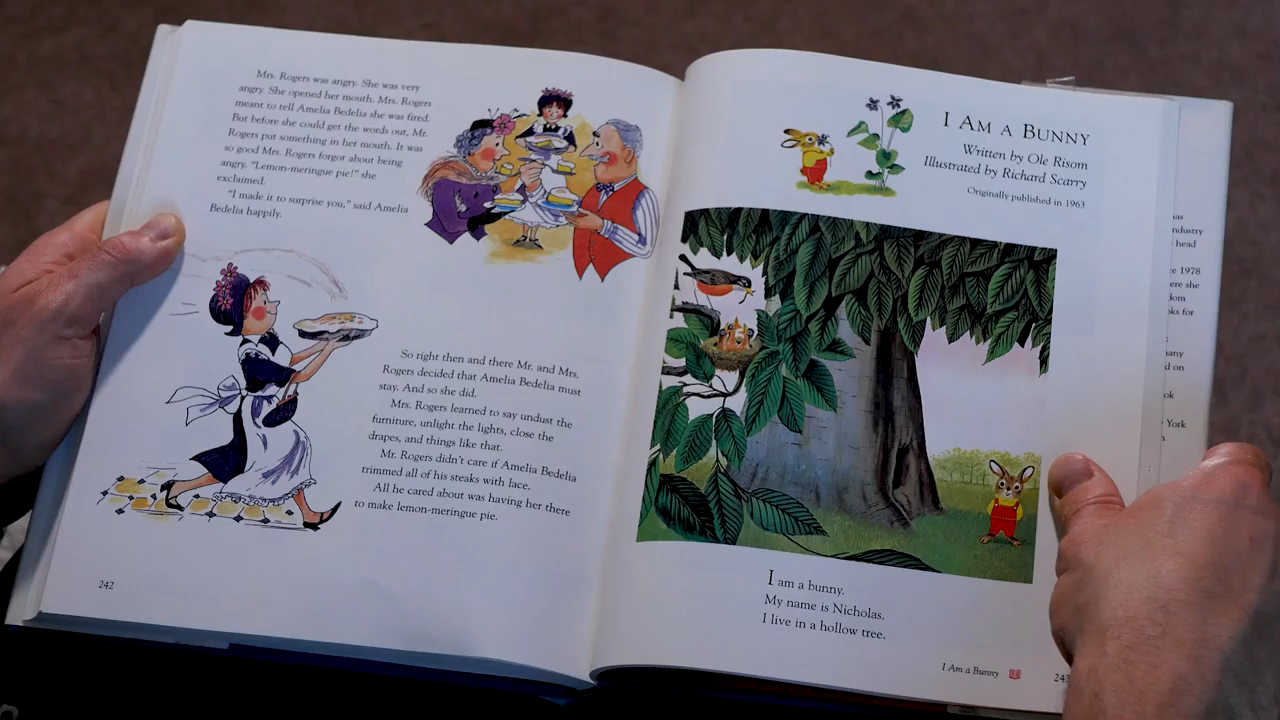 Mrs. Rogers was angry. She was very
angry. She opened her mouth. Mrs. Rogers
meant to tell Amelia Bedelia she was fired.
But before she could get the words out, Mr.
Rogers put something in her mouth. It was
so good Mrs. Rogers forgot about being
angry. "Lemon-meringue pie!" she
exclaimed.
"I made it to surprise you," said Amelia
Bedelia happily.
So right then and there Mr. and Mrs.
Rogers decided that Amelia Bedelia must
stay. And so she did.
Mrs. Rogers learned to say undust the
furniture, unlight the lights, close the
drapes, and things like that.
Mr. Rogers didn't care if Amelia Bedelia
trimmed all of his steaks with lace.
All he cared about was having her there
to make lemon-meringue pie.
242
I AM A BUNNY
Written by Ole Risom
Illustrated by Richard Scarry
Originally published in 1963
I am a bunny.
My name is Nicholas.
I live in a hollow tree.
I Am a Bunny
head
1978
she
for
on
York